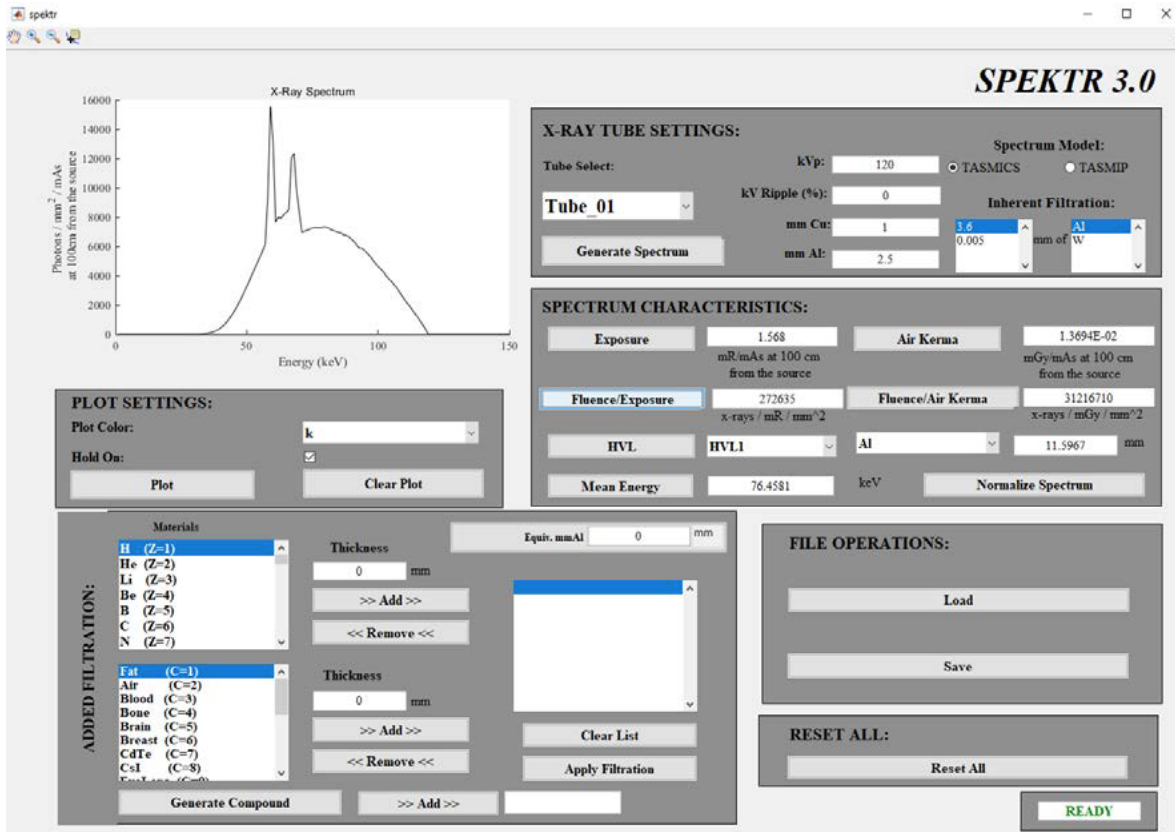 spektr
SPEKTR 3.0
X-Ray Spectrum
16000
14000
12000
10000
8000
6000
4000
2000
0
0 50 100 150
Photons / mm² / mAs
at 100cm from the source
Energy (keV)
X-RAY TUBE SETTINGS:
Tube Select:
Tube_01
Generate Spectrum
kVp: 120
kV Ripple (%): 0
mm Cu: 1
mm Al: 2.5
Spectrum Model:
TASMICS TASMIP
Inherent Filtration:
3.6 mm of Al
0.005 W
SPECTRUM CHARACTERISTICS:
Exposure 1.568 Air Kerma 1.3694E-02
mR/mAs at 100 cm mGy/mAs at 100 cm
from the source from the source
Fluence/Exposure 272635 Fluence/Air Kerma 31216710
x-rays / mR / mm^2 x-rays / mGy / mm^2
HVL HVL1 Al 11.5967 mm
Mean Energy 76.4581 keV Normalize Spectrum
PLOT SETTINGS:
Plot Color: k
Hold On:
Plot Clear Plot
ADDED FILTRATION:
Materials
H (Z=1)
He (Z=2)
Li (Z=3)
Be (Z=4)
B (Z=5)
C (Z=6)
N (Z=7)
Thickness
0 mm
>> Add >>
<< Remove <<
Fat (C=1)
Air (C=2)
Blood (C=3)
Bone (C=4)
Brain (C=5)
Breast (C=6)
CdTe (C=7)
CsI (C=8)
Thickness
0 mm
>> Add >>
<< Remove <<
Generate Compound >> Add >>
Equiv. mmAl 0 mm
Clear List
Apply Filtration
FILE OPERATIONS:
Load
Save
RESET ALL:
Reset All
READY